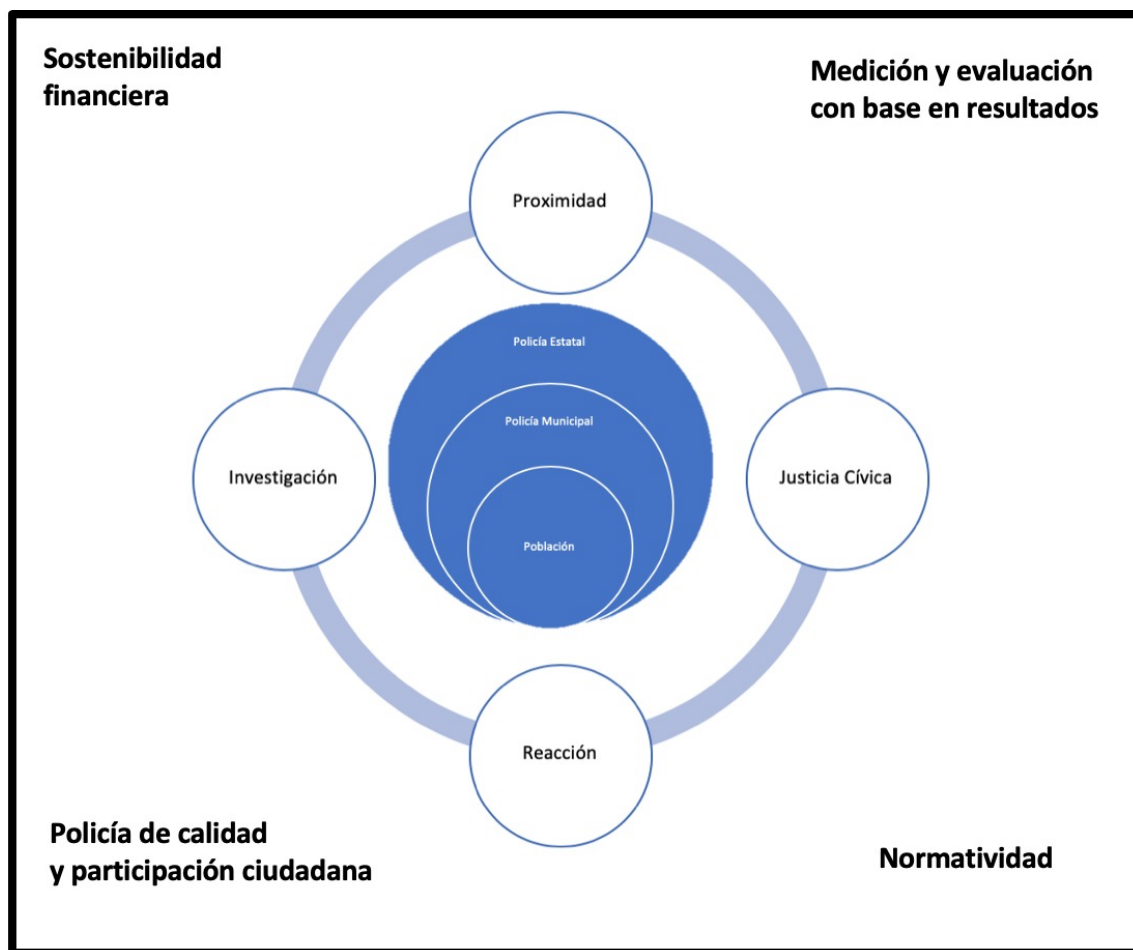 Sostenibilidad
financiera
Medición y evaluación
con base en resultados
Proximidad
Policía Estatal
Policía Municipal
Investigación
Justicia Cívica
Población
Reacción
Policía de calidad
y participación ciudadana
Normatividad